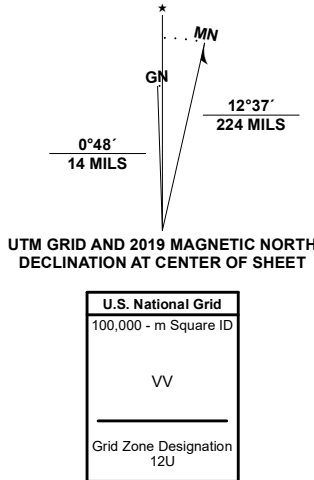 ★
MN
GN
0°48´
14 MILS
12°37´
224 MILS
UTM GRID AND 2019 MAGNETIC NORTH
DECLINATION AT CENTER OF SHEET
U.S. National Grid
100,000 - m Square ID
VV
Grid Zone Designation
12U